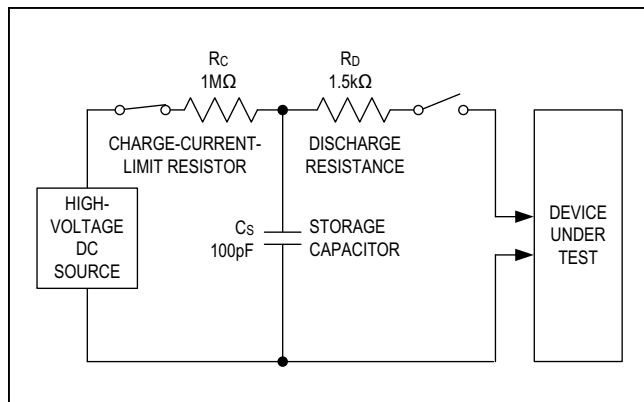 RC
1MΩ
RD
1.5kΩ
CHARGE-CURRENT-
LIMIT RESISTOR
DISCHARGE
RESISTANCE
HIGH-
VOLTAGE
DC
SOURCE
CS
100pF
STORAGE
CAPACITOR
DEVICE
UNDER
TEST